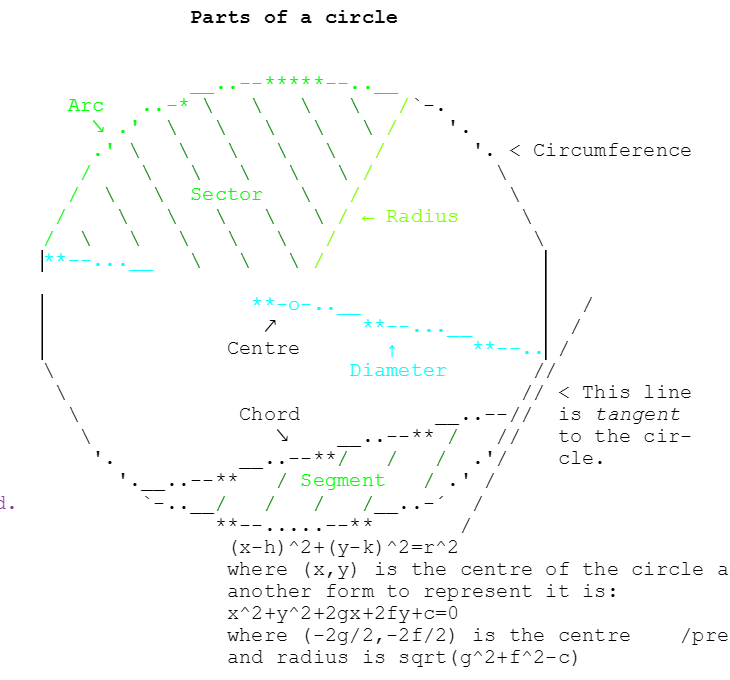 Parts of a circle
Arc
< Circumference
Sector
← Radius
Centre
Diameter
< This line
Chord
is tangent
to the cir-
cle.
Segment
d.
(x-h)^2+(y-k)^2=r^2
where (x,y) is the centre of the circle a
another form to represent it is:
x^2+y^2+2gx+2fy+c=0
where (-2g/2,-2f/2) is the centre /pre
and radius is sqrt(g^2+f^2-c)